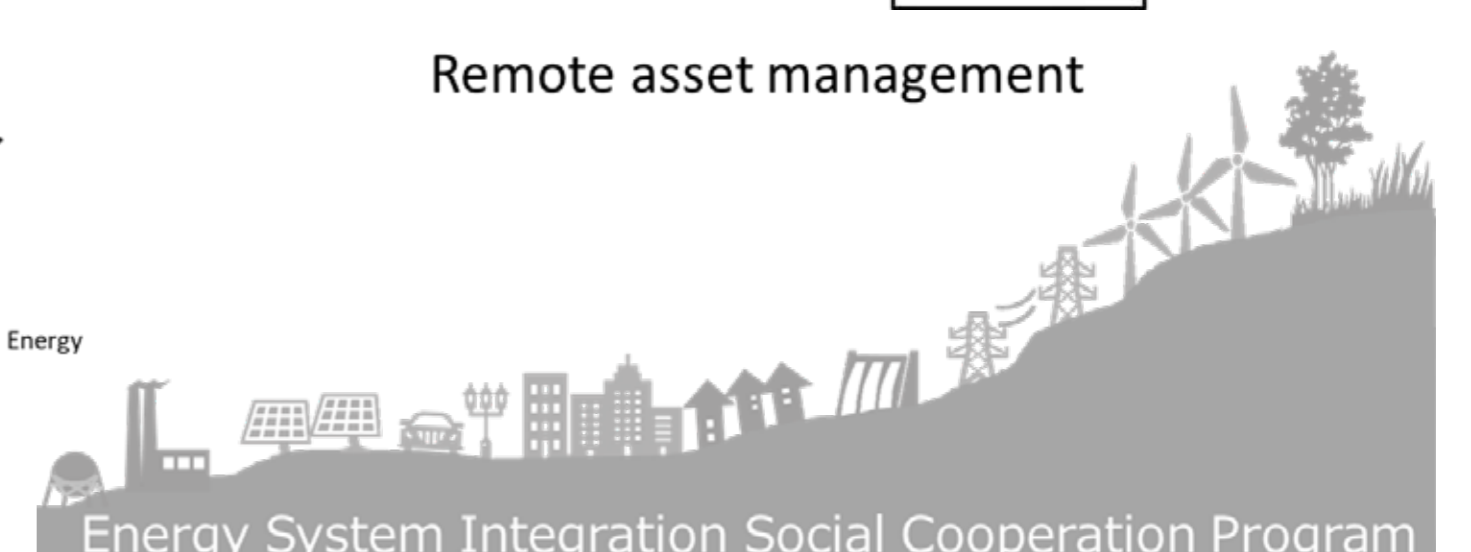 Remote asset management
Energy
Energy System Integration Social Cooperation Program